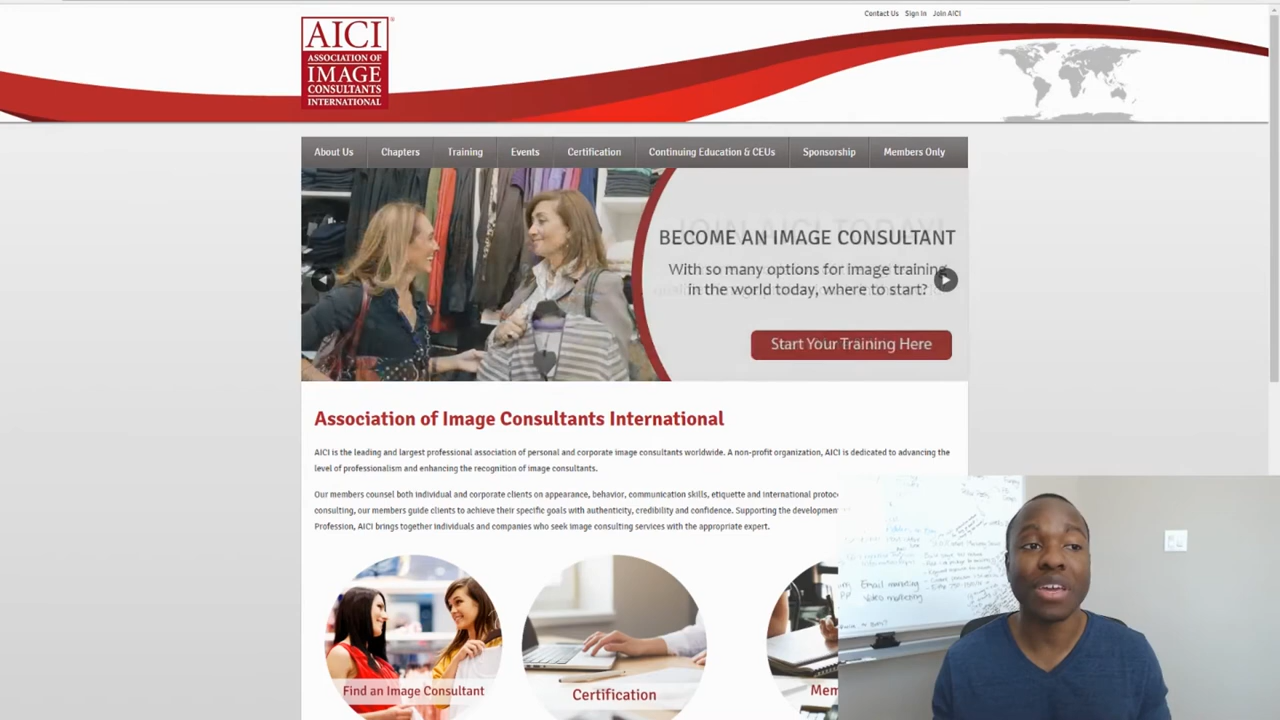 Contact Us Sign In Join AICI
AICI
ASSOCIATION OF
IMAGE
CONSULTANTS
INTERNATIONAL
About Us Chapters Training Events Certification Continuing Education & CEUs Sponsorship Members Only
JOIN AICI TODAY!
BECOME AN IMAGE CONSULTANT
With so many options for image training
in the world today, where to start?
Start Your Training Here
Association of Image Consultants International
AICI is the leading and largest professional association of personal and corporate image consultants worldwide. A non-profit organization, AICI is dedicated to advancing the
level of professionalism and enhancing the recognition of image consultants.
Our members counsel both individual and corporate clients on appearance, behavior, communication skills, etiquette and international protoc
consulting, our members guide clients to achieve their specific goals with authenticity, credibility and confidence. Supporting the developmen
Profession, AICI brings together individuals and companies who seek image consulting services with the appropriate expert.
Email marketing
Video marketing
Find an Image Consultant
Certification
Mem